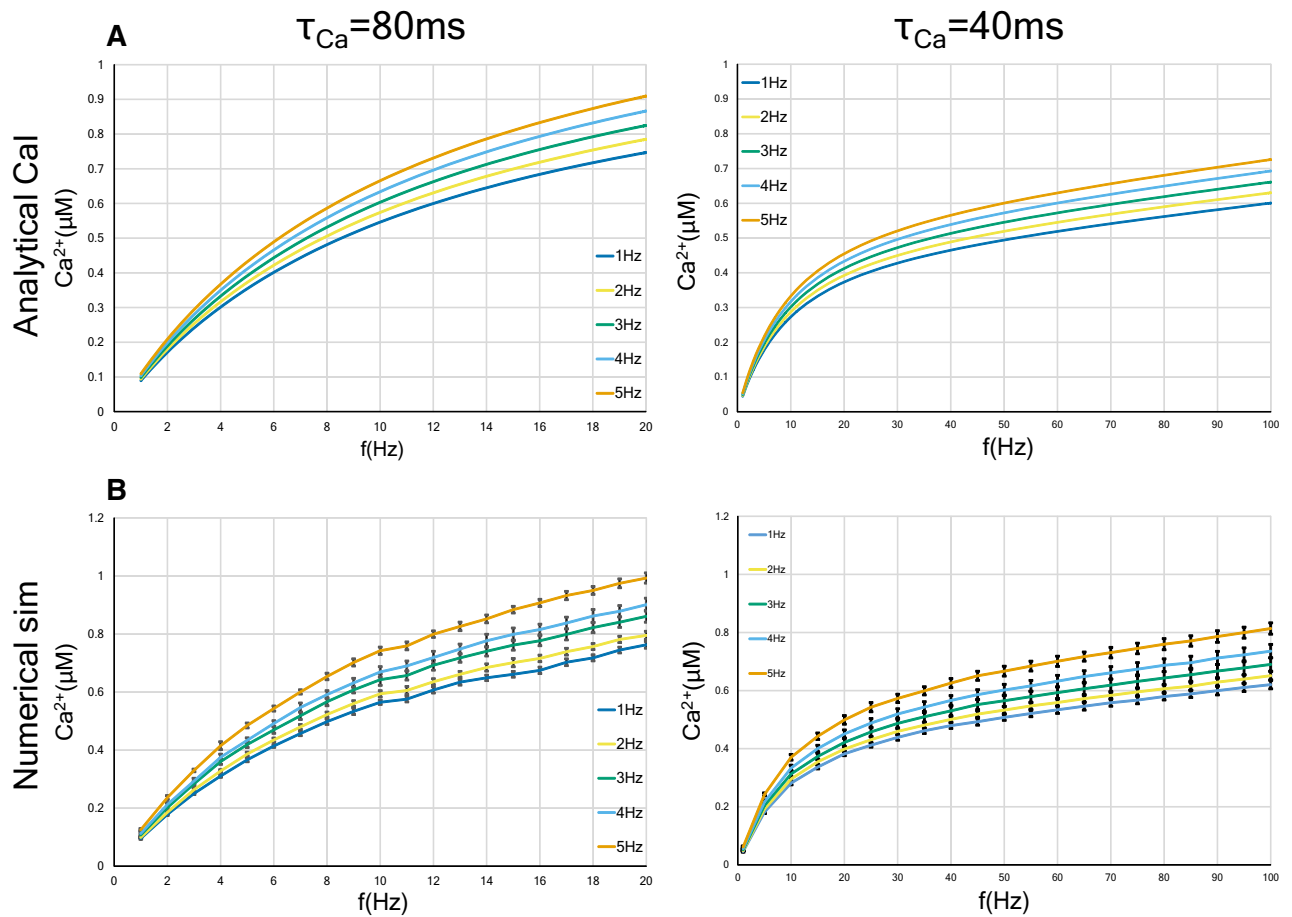 τCa=80ms
τCa=40ms
A
Analytical Cal
Ca2+(μM)
1
0.9
0.8
0.7
0.6
0.5
0.4
0.3
0.2
0.1
0
0 2 4 6 8 10 12 14 16 18 20
f(Hz)
1Hz
2Hz
3Hz
4Hz
5Hz
Ca2+(μM)
1
0.9
0.8
0.7
0.6
0.5
0.4
0.3
0.2
0.1
0
0 10 20 30 40 50 60 70 80 90 100
f(Hz)
1Hz
2Hz
3Hz
4Hz
5Hz
B
Numerical sim
Ca2+(μM)
1.2
1
0.8
0.6
0.4
0.2
0
0 2 4 6 8 10 12 14 16 18 20
f(Hz)
1Hz
2Hz
3Hz
4Hz
5Hz
Ca2+(μM)
1.2
1
0.8
0.6
0.4
0.2
0
0 10 20 30 40 50 60 70 80 90 100
f(Hz)
1Hz
2Hz
3Hz
4Hz
5Hz